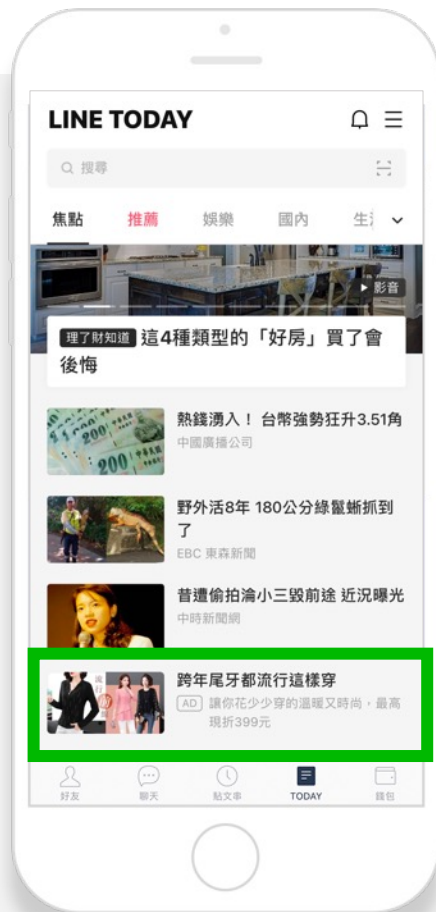 LINE TODAY
搜尋
焦點 推薦 娛樂 國內 生
影音
理了財知道 這4種類型的「好房」買了會
後悔
熱錢湧入！ 台幣強勢狂升3.51角
中國廣播公司
200
200
野外活8年 180公分綠鬣蜥抓到
了
EBC 東森新聞
昔遭偷拍淪小三毀前途 近況曝光
中時新聞網
跨年尾牙都流行這樣穿
AD 讓你花少少穿的溫暖又時尚，最高
現折399元
好友 聊天 貼文串 TODAY 錢包